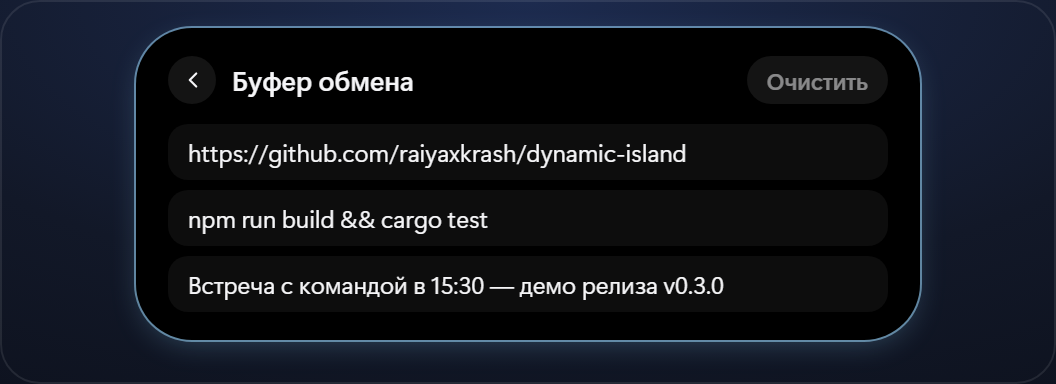 Буфер обмена
Очистить
https://github.com/raiyaxkrash/dynamic-island
npm run build && cargo test
Встреча с командой в 15:30 — демо релиза v0.3.0